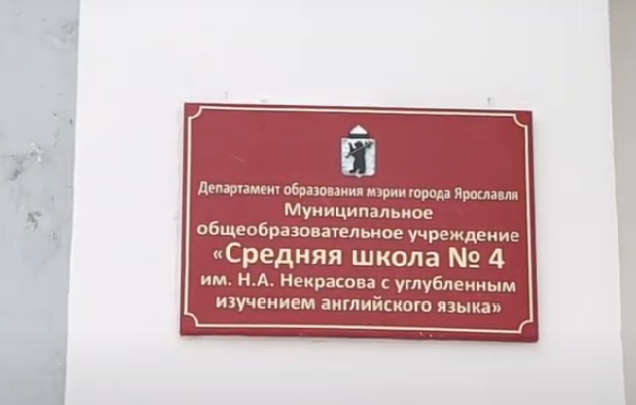 Департамент образования мэрии города Ярославля
Муниципальное
общеобразовательное учреждение
«Средняя школа № 4
им. Н.А. Некрасова с углубленным
изучением английского языка»